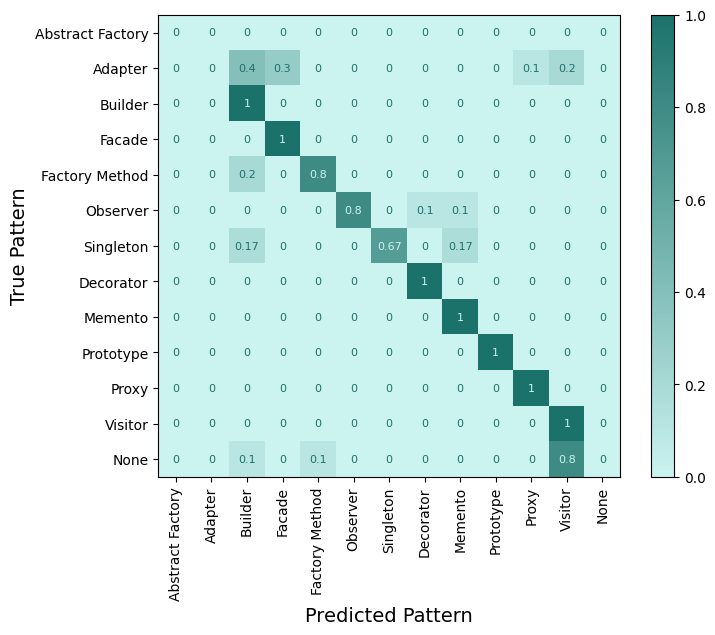 Abstract Factory 0 0 0 0 0 0 0 0 0 0 0 0 0
Adapter 0 0 0.4 0.3 0 0 0 0 0 0 0.1 0.2 0
Builder 0 0 1 0 0 0 0 0 0 0 0 0 0
Facade 0 0 0 1 0 0 0 0 0 0 0 0 0
Factory Method 0 0 0.2 0 0.8 0 0 0 0 0 0 0 0
Observer 0 0 0 0 0 0.8 0 0.1 0.1 0 0 0 0
Singleton 0 0 0.17 0 0 0 0.67 0 0.17 0 0 0 0
Decorator 0 0 0 0 0 0 0 1 0 0 0 0 0
Memento 0 0 0 0 0 0 0 0 1 0 0 0 0
Prototype 0 0 0 0 0 0 0 0 0 1 0 0 0
Proxy 0 0 0 0 0 0 0 0 0 0 1 0 0
Visitor 0 0 0 0 0 0 0 0 0 0 0 1 0
None 0 0 0.1 0 0.1 0 0 0 0 0 0 0.8 0
Abstract Factory
Adapter
Builder
Facade
Factory Method
Observer
Singleton
Decorator
Memento
Prototype
Proxy
Visitor
None
Predicted Pattern
True Pattern
1.0
0.8
0.6
0.4
0.2
0.0